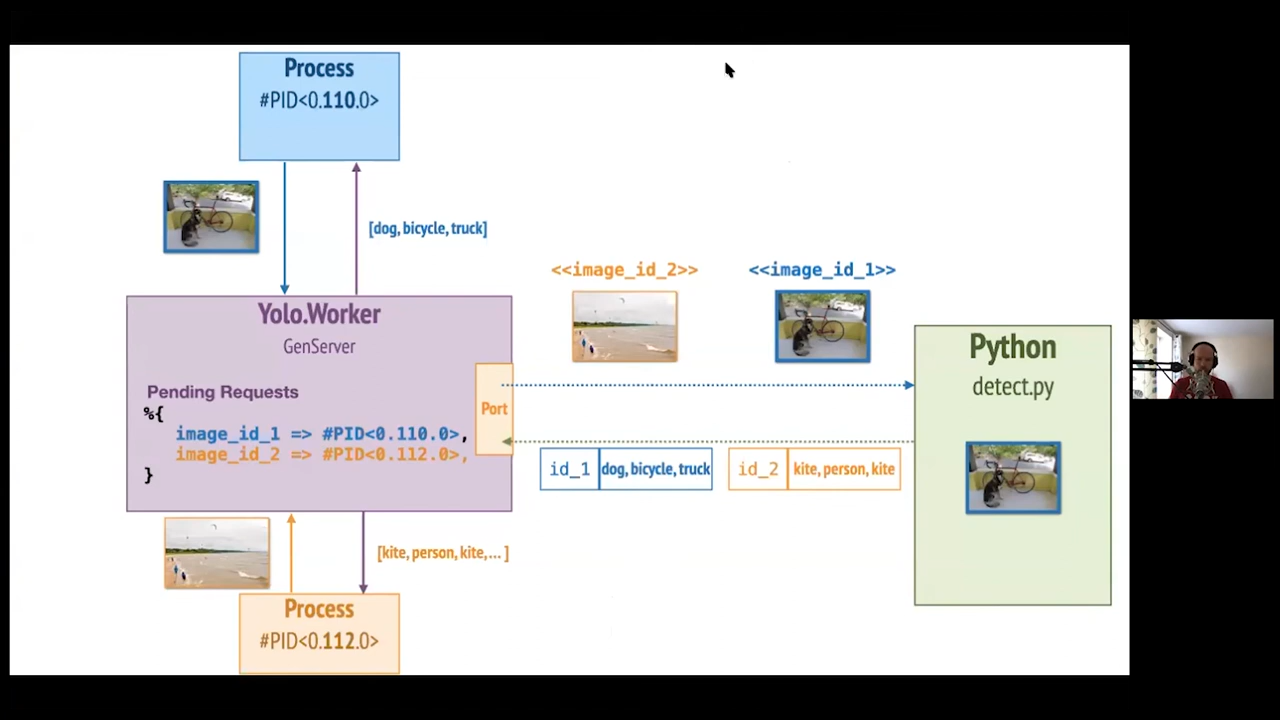 Process
#PID<0.110.0>
[dog, bicycle, truck]
<<image_id_2>>
<<image_id_1>>
Yolo.Worker
GenServer
Pending Requests
%{
image_id_1 => #PID<0.110.0>,
image_id_2 => #PID<0.112.0>,
}
Port
Python
detect.py
id_1 dog, bicycle, truck
id_2 kite, person, kite
[kite, person, kite,... ]
Process
#PID<0.112.0>